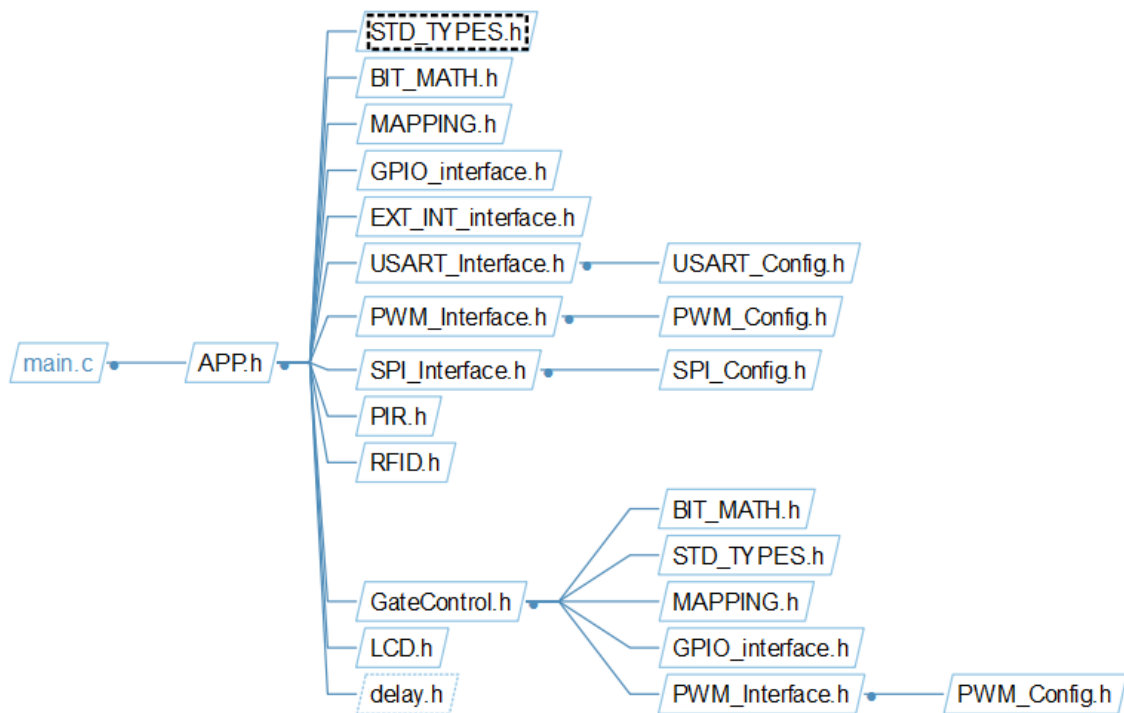 STD_TYPES.h
BIT_MATH.h
MAPPING.h
GPIO_interface.h
EXT_INT_interface.h
USART_Interface.h USART_Config.h
PWM_Interface.h PWM_Config.h
main.c APP.h SPI_Interface.h SPI_Config.h
PIR.h
RFID.h
BIT_MATH.h
STD_TYPES.h
GateControl.h MAPPING.h
LCD.h GPIO_interface.h
delay.h PWM_Interface.h PWM_Config.h